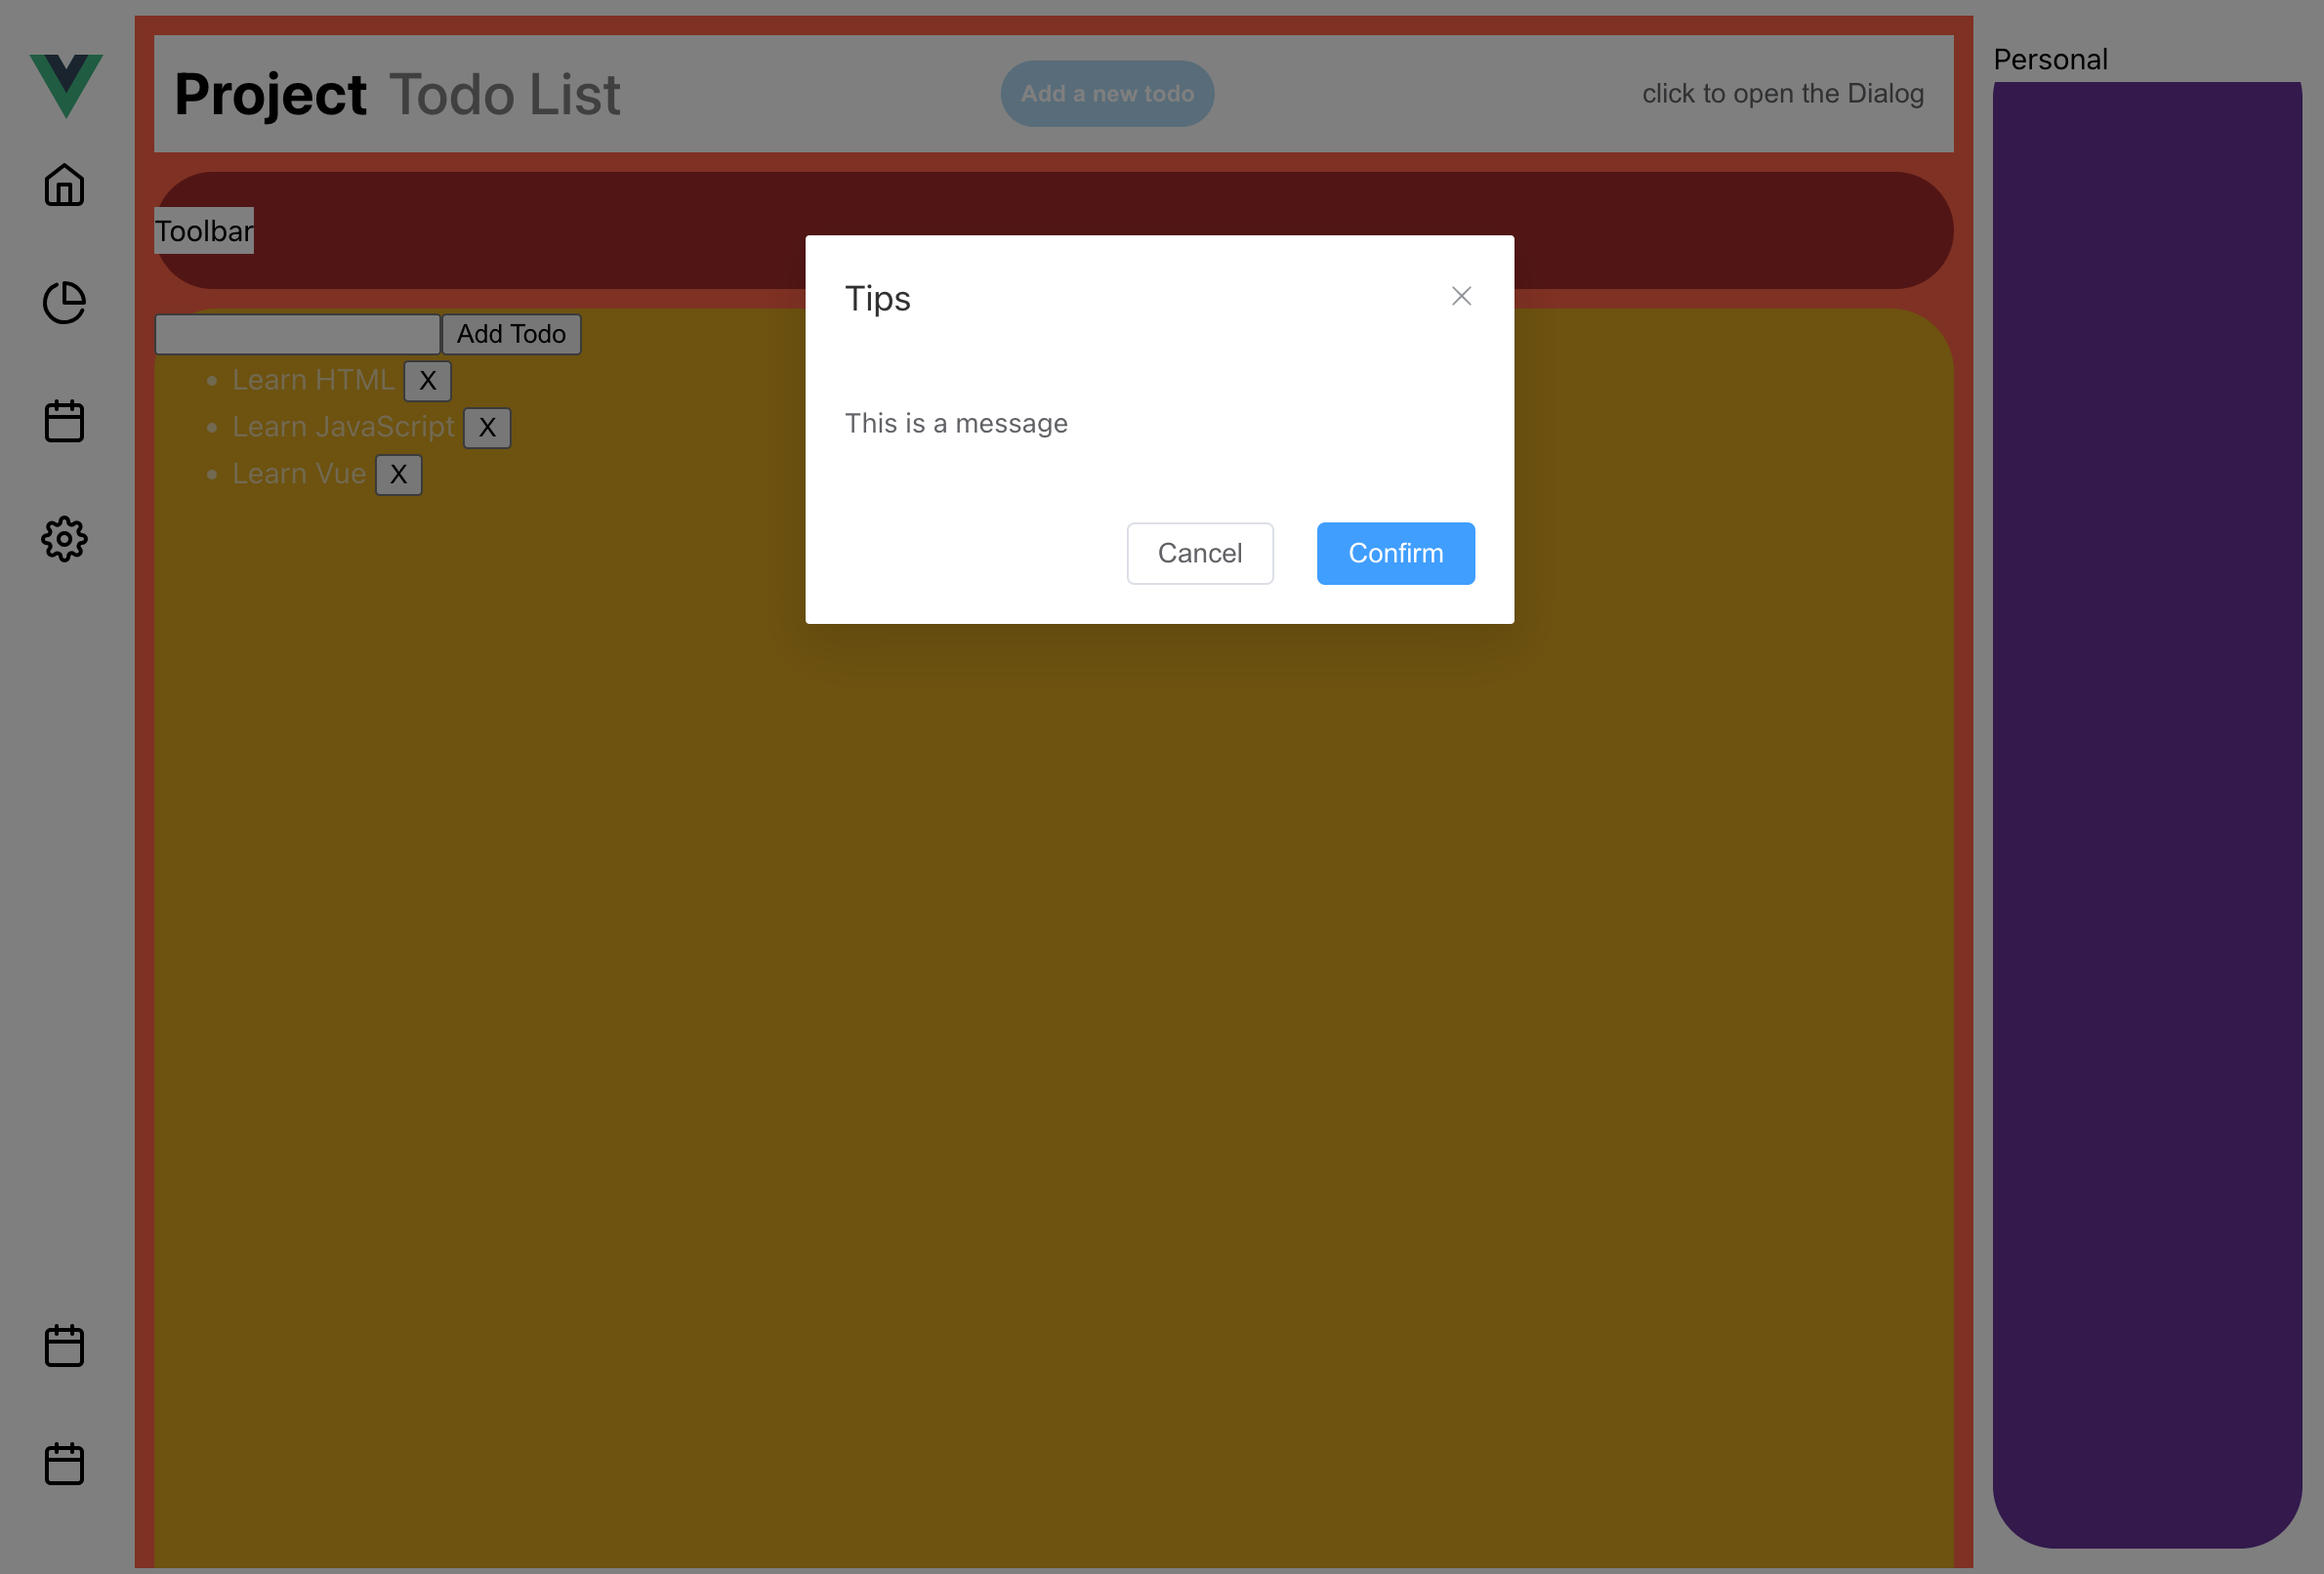 Project Todo List
Add a new todo
click to open the Dialog
Personal
Toolbar
Tips
This is a message
Cancel
Confirm
Add Todo
Learn HTML X
Learn JavaScript X
Learn Vue X